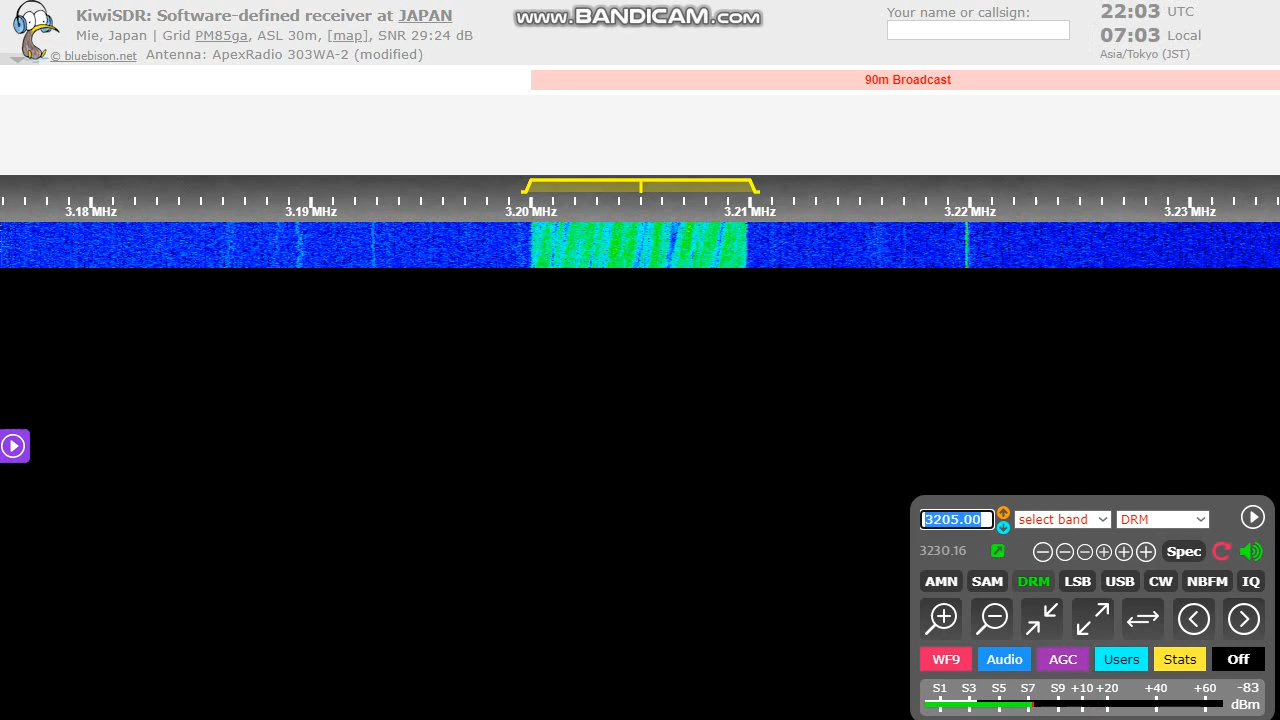 KiwiSDR: Software-defined receiver at JAPAN
Mie, Japan | Grid PM85ga, ASL 30m, [map], SNR 29:24 dB
© bluebison.net Antenna: ApexRadio 303WA-2 (modified)
www.BANDICAM.com
Your name or callsign:
22:03 UTC
07:03 Local
Asia/Tokyo (JST)
90m Broadcast
3.18 MHz 3.19 MHz 3.20 MHz 3.21 MHz 3.22 MHz 3.23 MHz
3205.00 select band DRM
3230.16 Spec
AMN SAM DRM LSB USB CW NBFM IQ
WF9 Audio AGC Users Stats Off
S1 S3 S5 S7 S9 +10 +20 +40 +60 -83
dBm